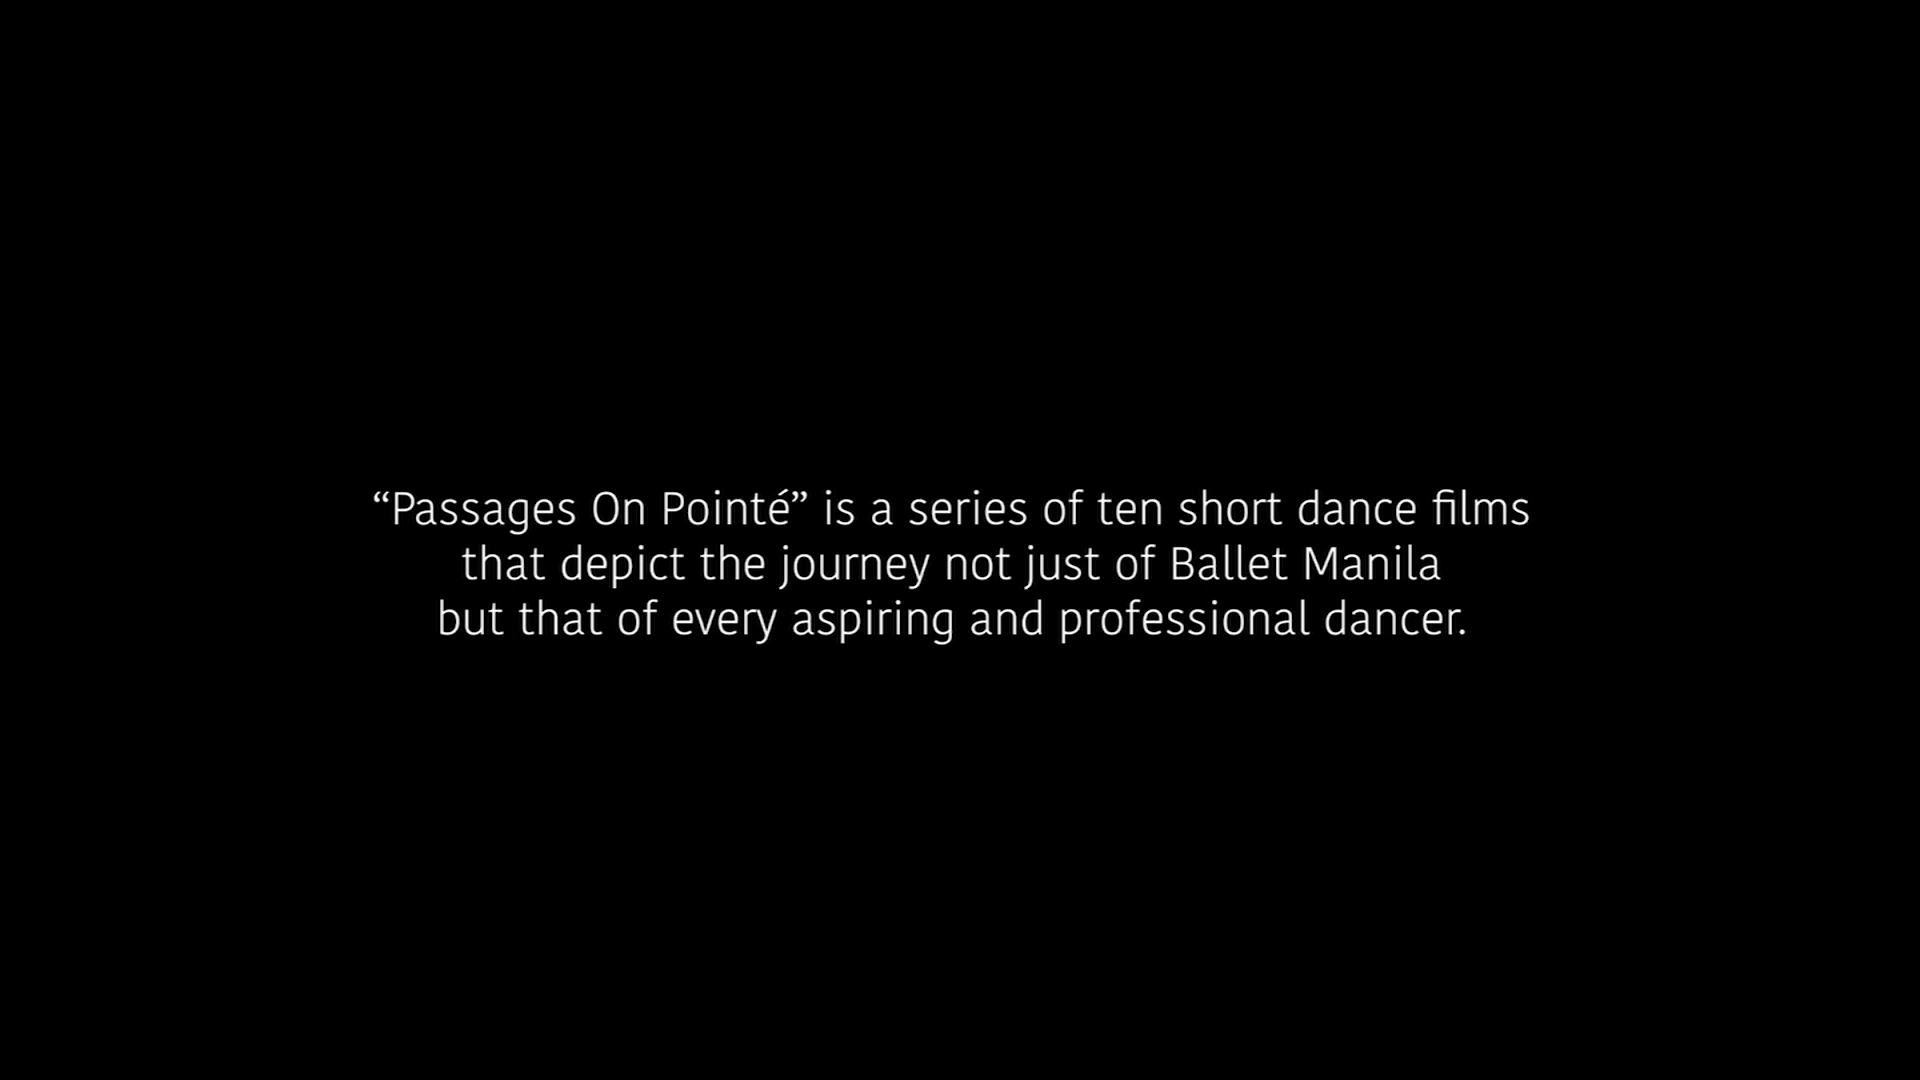 “Passages On Pointé” is a series of ten short dance films
that depict the journey not just of Ballet Manila
but that of every aspiring and professional dancer.